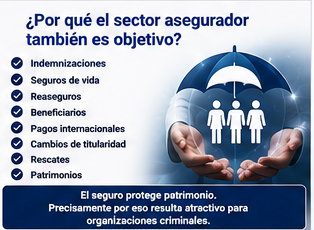 ¿Por qué el sector asegurador
también es objetivo?
Indemnizaciones
Seguros de vida
Reaseguros
Beneficiarios
Pagos internacionales
Cambios de titularidad
Rescates
Patrimonios
El seguro protege patrimonio.
Precisamente por eso resulta atractivo para
organizaciones criminales.